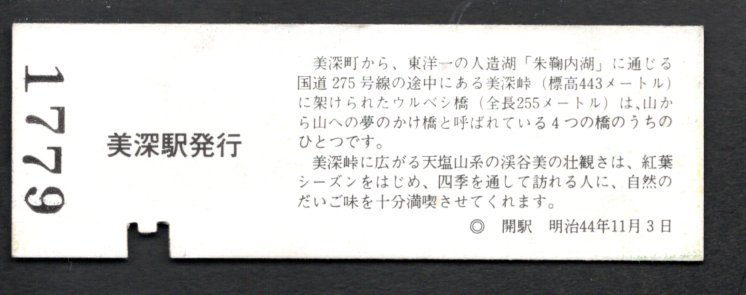 1779
美深駅発行
美深町から、東洋一の人造湖「朱鞠内湖」に通じる
国道275号線の途中にある美深峠（標高443メートル）
に架けられたウルベシ橋（全長255メートル）は、山か
ら山への夢のかけ橋と呼ばれている4つの橋のうちの
ひとつです。
美深峠に広がる天塩山系の渓谷美の壮観さは、紅葉
シーズンをはじめ、四季を通して訪れる人に、自然の
だいご味を十分満喫させてくれます。
◎ 開駅 明治44年11月3日